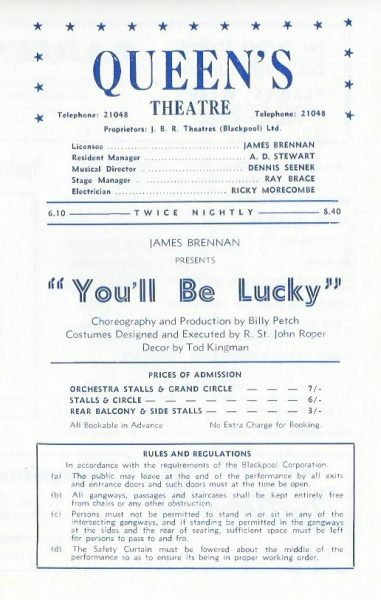 QUEEN'S
THEATRE
Telephone: 21048 Telephone: 21048
Proprietors: J. B. R. Theatres (Blackpool) Ltd.
Licensee ........ JAMES BRENNAN
Resident Manager ........ A. D. STEWART
Musical Director ........ DENNIS SEENER
Stage Manager ........ RAY BRACE
Electrician ........ RICKY MORECOMBE
6.10 — TWICE NIGHTLY — 8.40
JAMES BRENNAN
PRESENTS
"You'll Be Lucky"
Choreography and Production by Billy Petch
Costumes Designed and Executed by R. St. John Roper
Decor by Tod Kingman
PRICES OF ADMISSION
ORCHESTRA STALLS & GRAND CIRCLE — — — 7/-
STALLS & CIRCLE — — — — — — — 6/-
REAR BALCONY & SIDE STALLS — — — — 3/-
All Bookable in Advance No Extra Charge for Booking.
RULES AND REGULATIONS
In accordance with the requirements of the Blackpool Corporation.
(a) The public may leave at the end of the performance by all exits
and entrance doors and such doors must at the time be open.
(b) All gangways, passages and staircases shall be kept entirely free
from chairs or any other obstruction.
(c) Persons must not be permitted to stand in or sit in any of the
intersecting gangways, and if standing be permitted in the gangways
at the sides and the rear of seating, sufficient space must be left
for persons to pass to and fro.
(d) The Safety Curtain must be lowered about the middle of the
performance so as to ensure its being in proper working order.